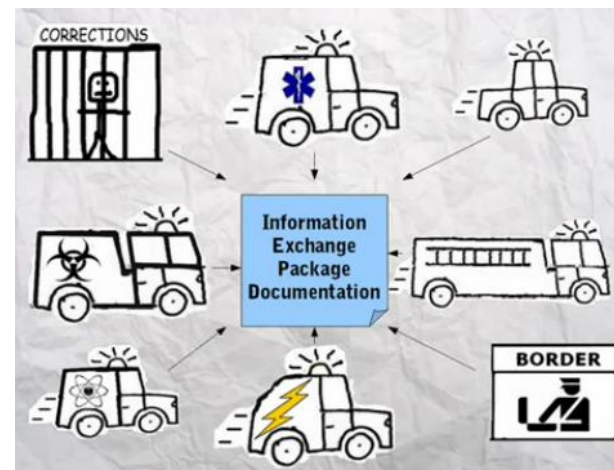 CORRECTIONS
Information
Exchange
Package
Documentation
BORDER